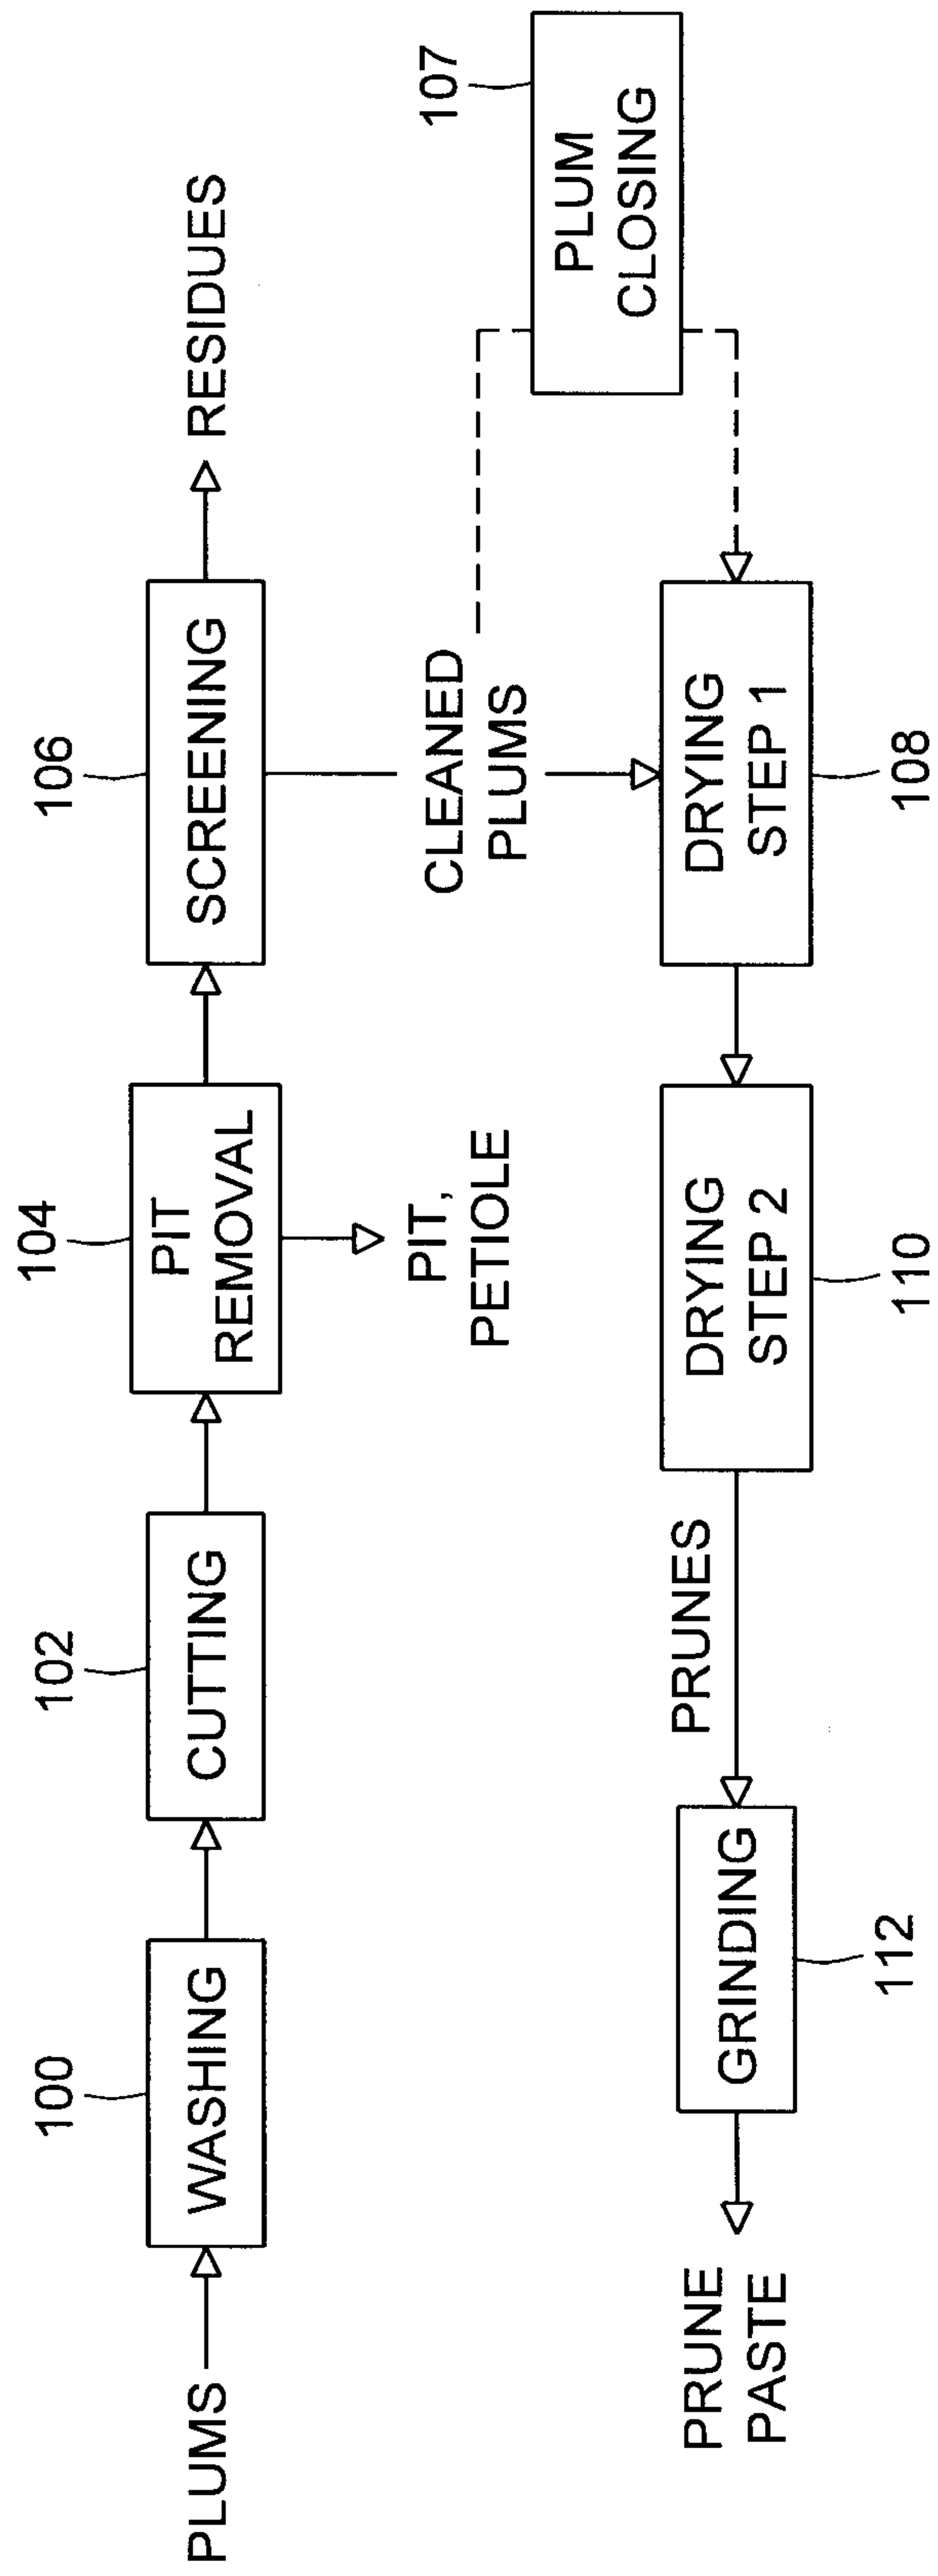 PLUMS
100
WASHING
102
CUTTING
104
PIT
REMOVAL
PIT,
PETIOLE
106
SCREENING
RESIDUES
CLEANED
PLUMS
107
PLUM
CLOSING
DRYING
STEP 1
108
DRYING
STEP 2
110
PRUNES
GRINDING
112
PRUNE
PASTE